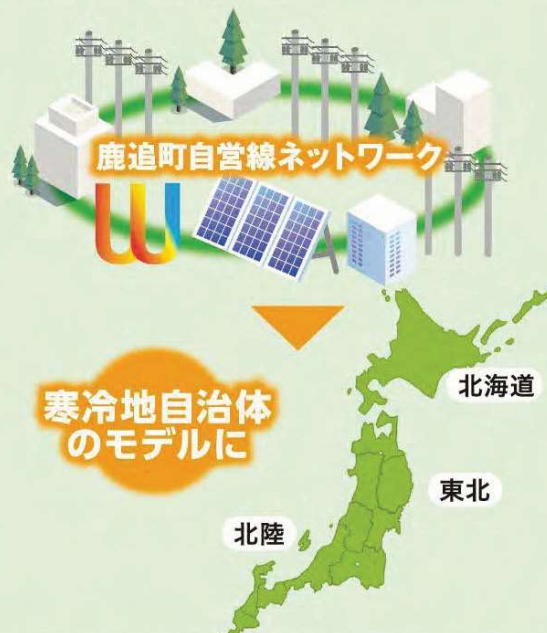 鹿追町自営線ネットワーク
寒冷地自治体
のモデルに
北海道
東北
北陸